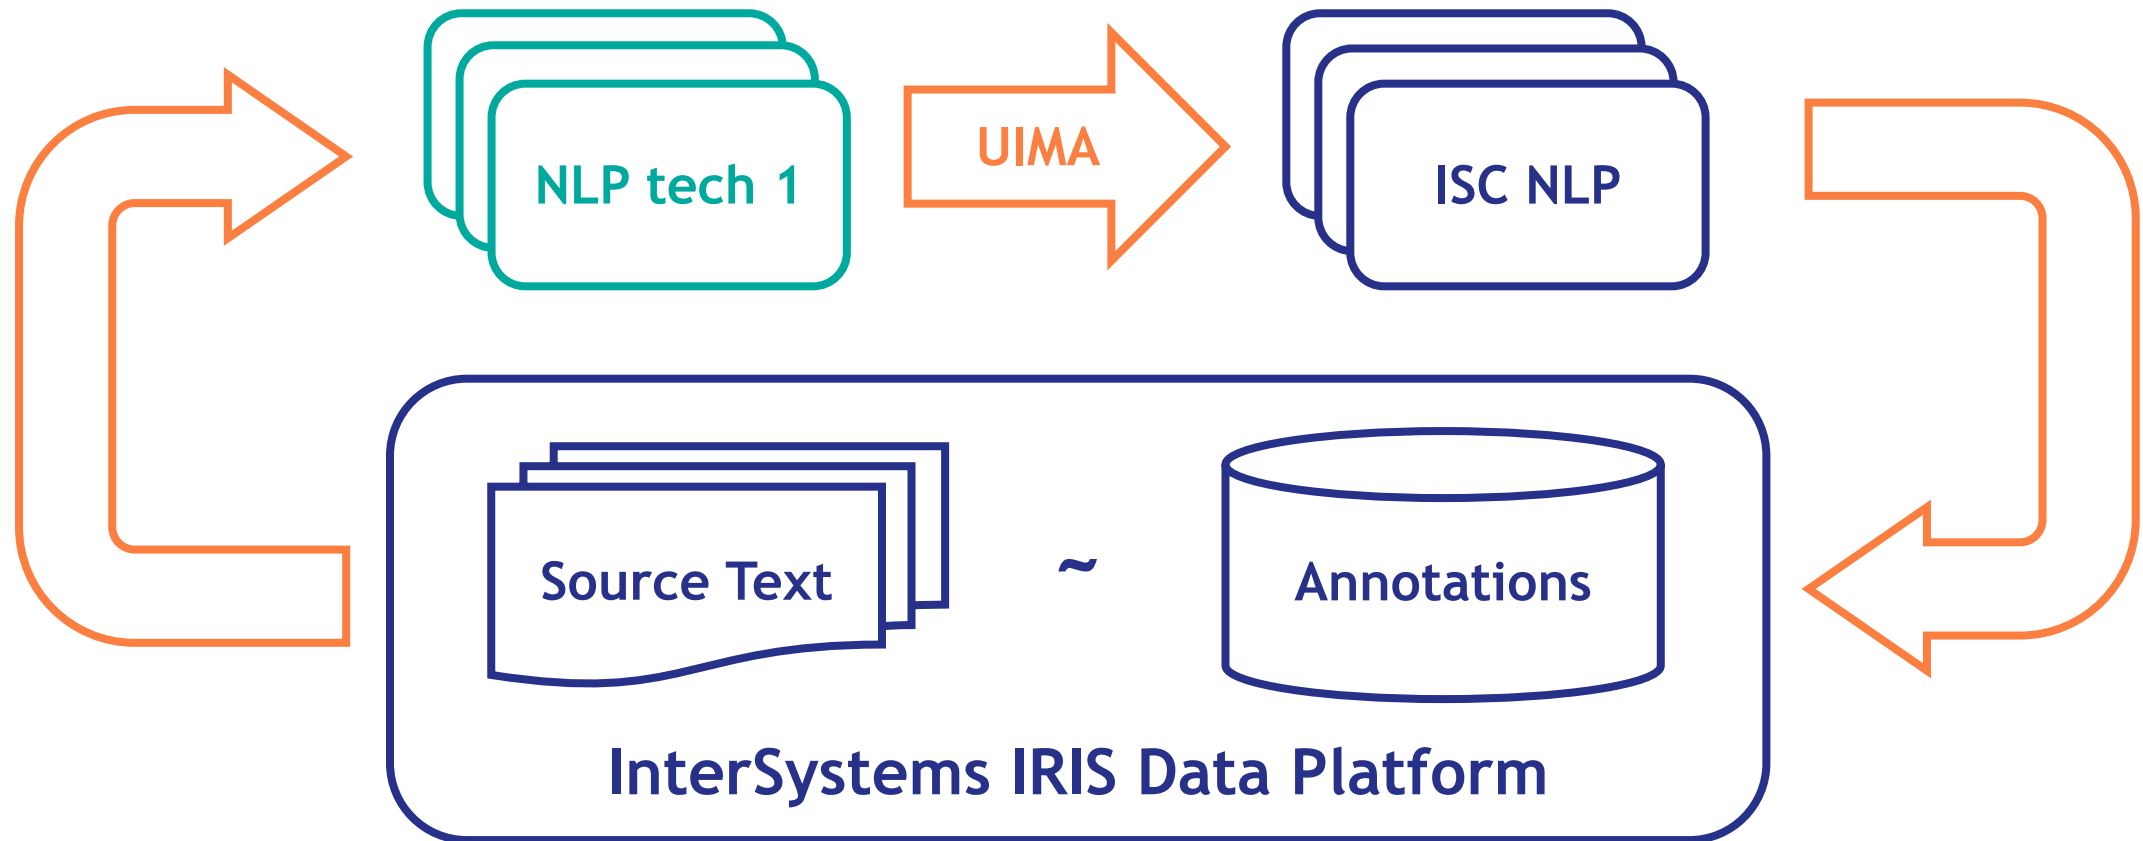 NLP tech 1
UIMA
ISC NLP
Source Text
~
Annotations
InterSystems IRIS Data Platform